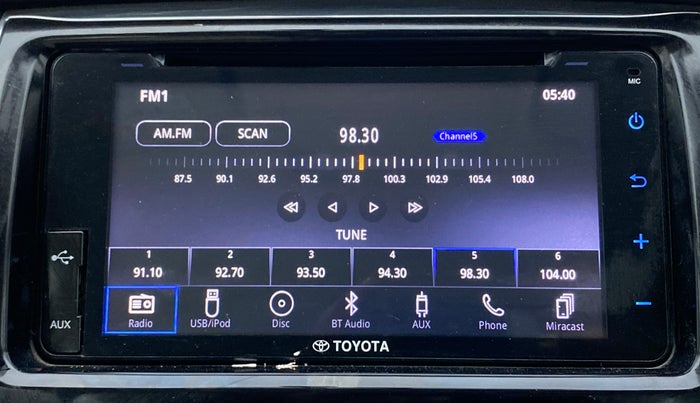 FM1 05:40
MIC
AM.FM SCAN 98.30 Channel5
87.5 90.1 92.6 95.2 97.8 100.3 102.9 105.4 108.0
TUNE
1 2 3 4 5 6
91.10 92.70 93.50 94.30 98.30 104.00
Radio USB/iPod Disc BT Audio AUX Phone Miracast
AUX
TOYOTA